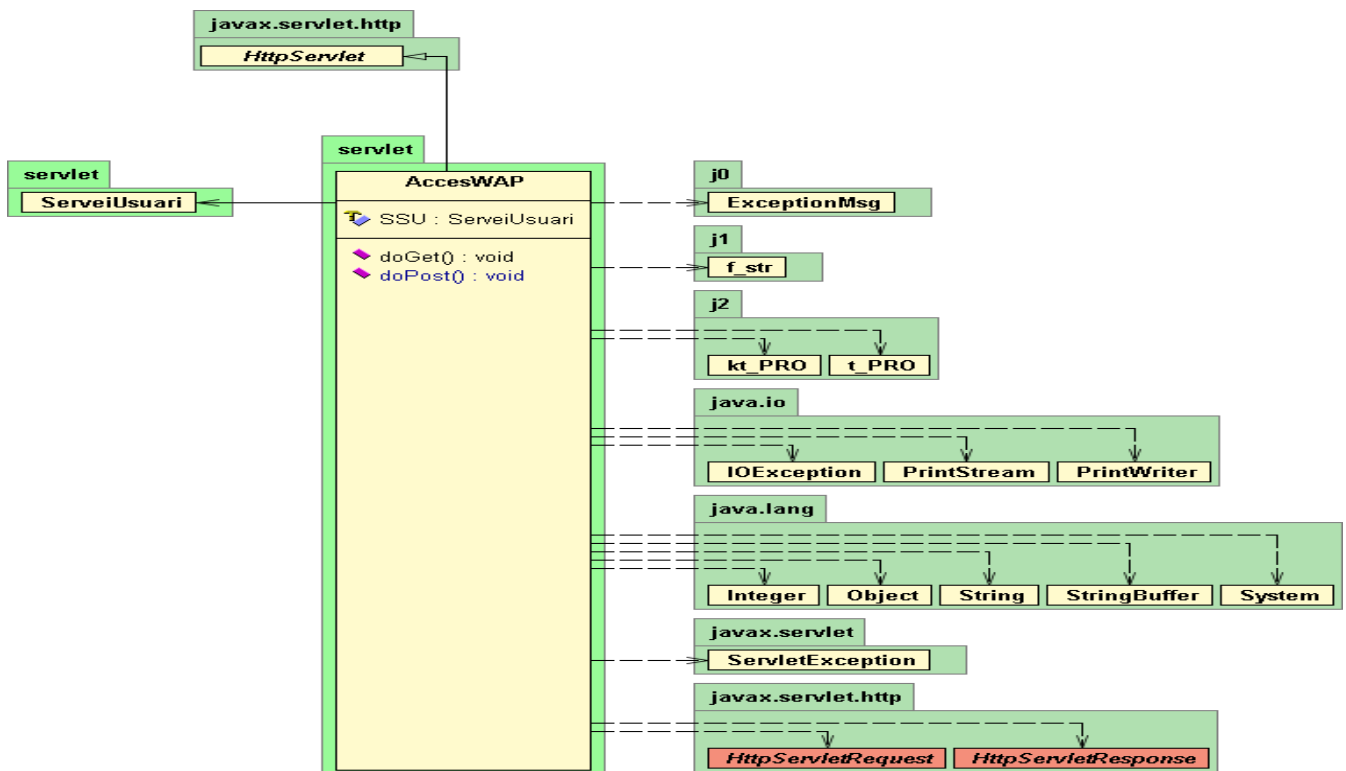 javax.servlet.http
HttpServlet
servlet
ServeiUsuari
servlet
AccesWAP
SSU : ServeiUsuari
doGet() : void
doPost() : void
j0
ExceptionMsg
j1
f_str
j2
kt_PRO t_PRO
java.io
IOException PrintStream PrintWriter
java.lang
Integer Object String StringBuffer System
javax.servlet
ServletException
javax.servlet.http
HttpServletRequest HttpServletResponse